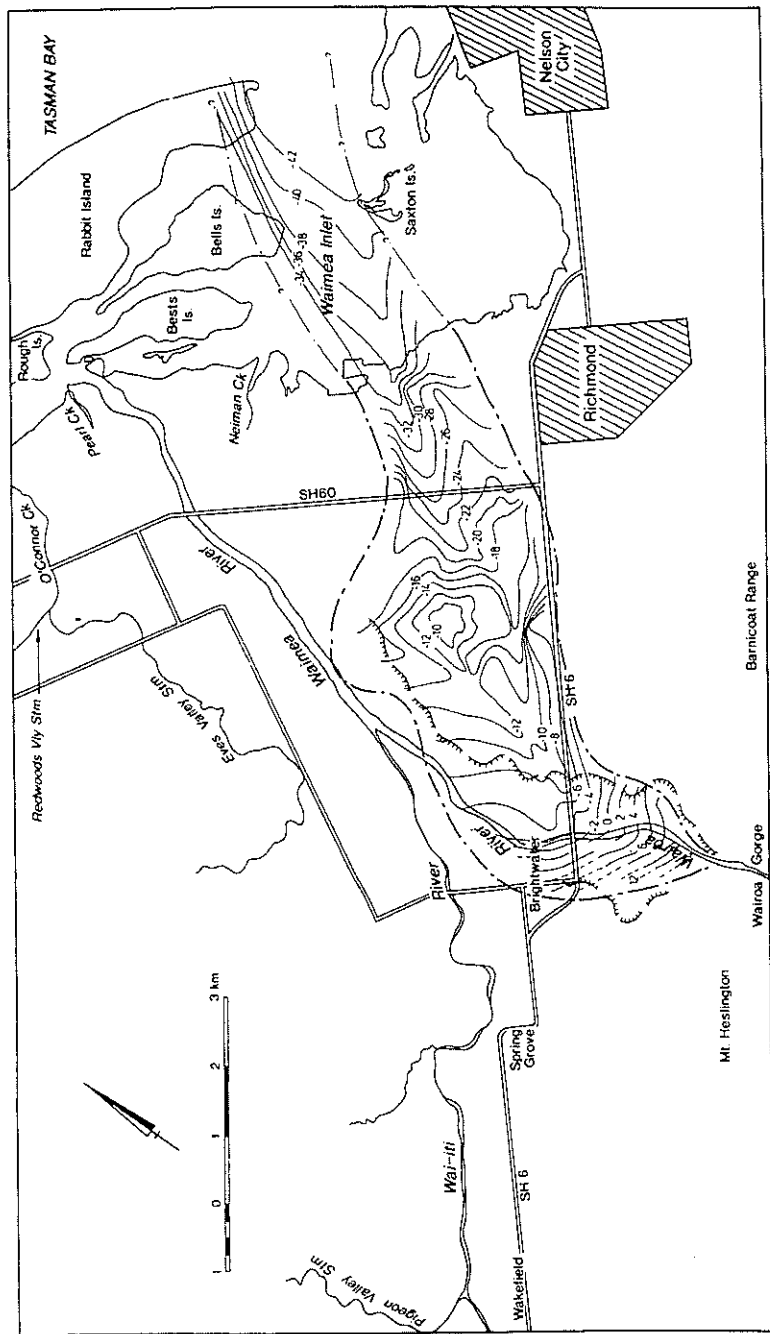 TASMAN BAY
Rabbit Island
Rough
Is.
Bells Is.
Bests
Is.
Pearl Ck
Neiman Ck
O'Connor Ck
Redwoods Vly Stm
Eves Valley Stm
Waimea Inlet
Saxton Is.
Nelson
City
Richmond
SH60
River
Waimea
-34
-36
-38
-40
-42
-32
-30
-28
-26
-24
-22
-20
-18
-16
-14
-12
-10
-12
-10
-8
-6
-4
-2
0
2
4
6
12
?
?
?
?
?
SH 6
Barnicoat Range
River
Wairoa
Brightwater
River
Wairoa Gorge
Mt. Heslington
Spring
Grove
Wai-iti
SH 6
Wakefield
Pigeon Valley Stm
1 0 1 2 3 km